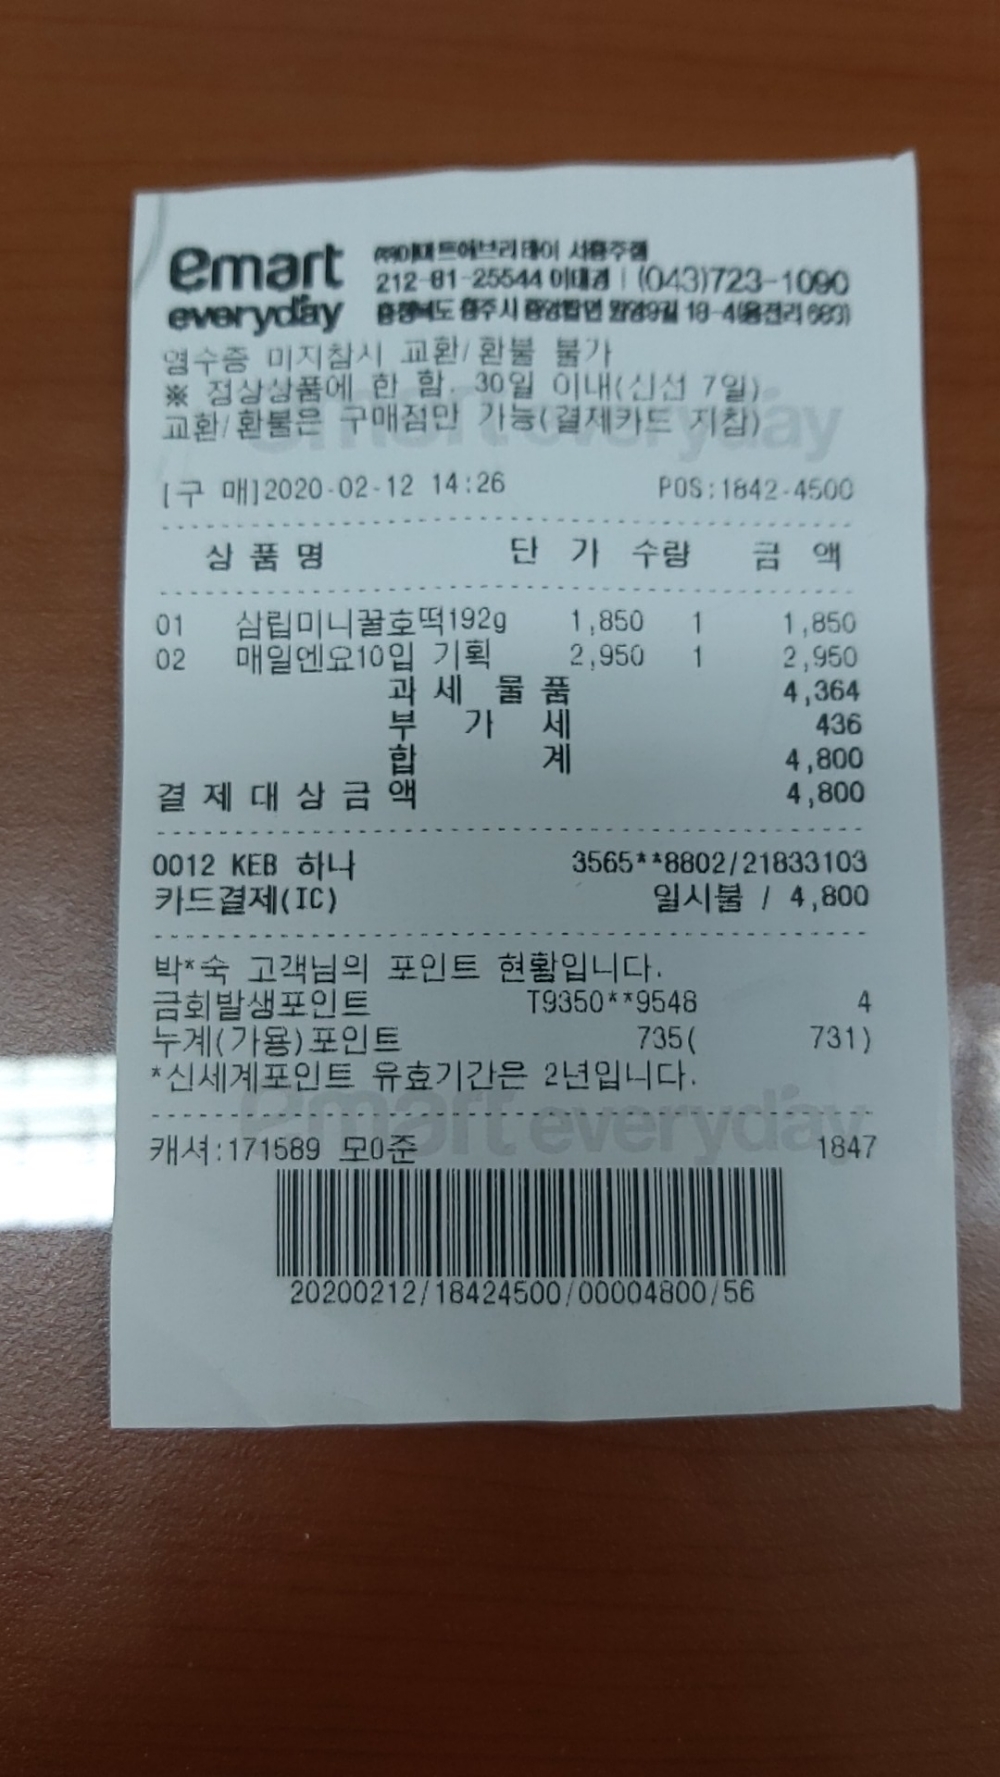 emart
everyday
㈜이마트에브리데이 서충주점
212-81-25544 이태경 | (043)723-1090
충청북도 충주시 중앙탑면 원앙9길 18-4(용전리 683)
영수증 미지참시 교환/환불 불가
※ 정상상품에 한 함. 30일 이내(신선 7일)
교환/환불은 구매점만 가능(결제카드 지참)
[구 매]2020-02-12 14:26 POS:1842-4500
상 품 명 단 가 수량 금 액
01 삼립미니꿀호떡192g 1,850 1 1,850
02 매일엔요10입 기획 2,950 1 2,950
과 세 물 품 4,364
부 가 세 436
합 계 4,800
결 제 대 상 금 액 4,800
0012 KEB 하나 3565**8802/21833103
카드결제(IC) 일시불 / 4,800
박*숙 고객님의 포인트 현황입니다.
금회발생포인트 T9350**9548 4
누계(가용)포인트 735( 731)
*신세계포인트 유효기간은 2년입니다.
캐셔:171589 모0준 1847
20200212/18424500/00004800/56